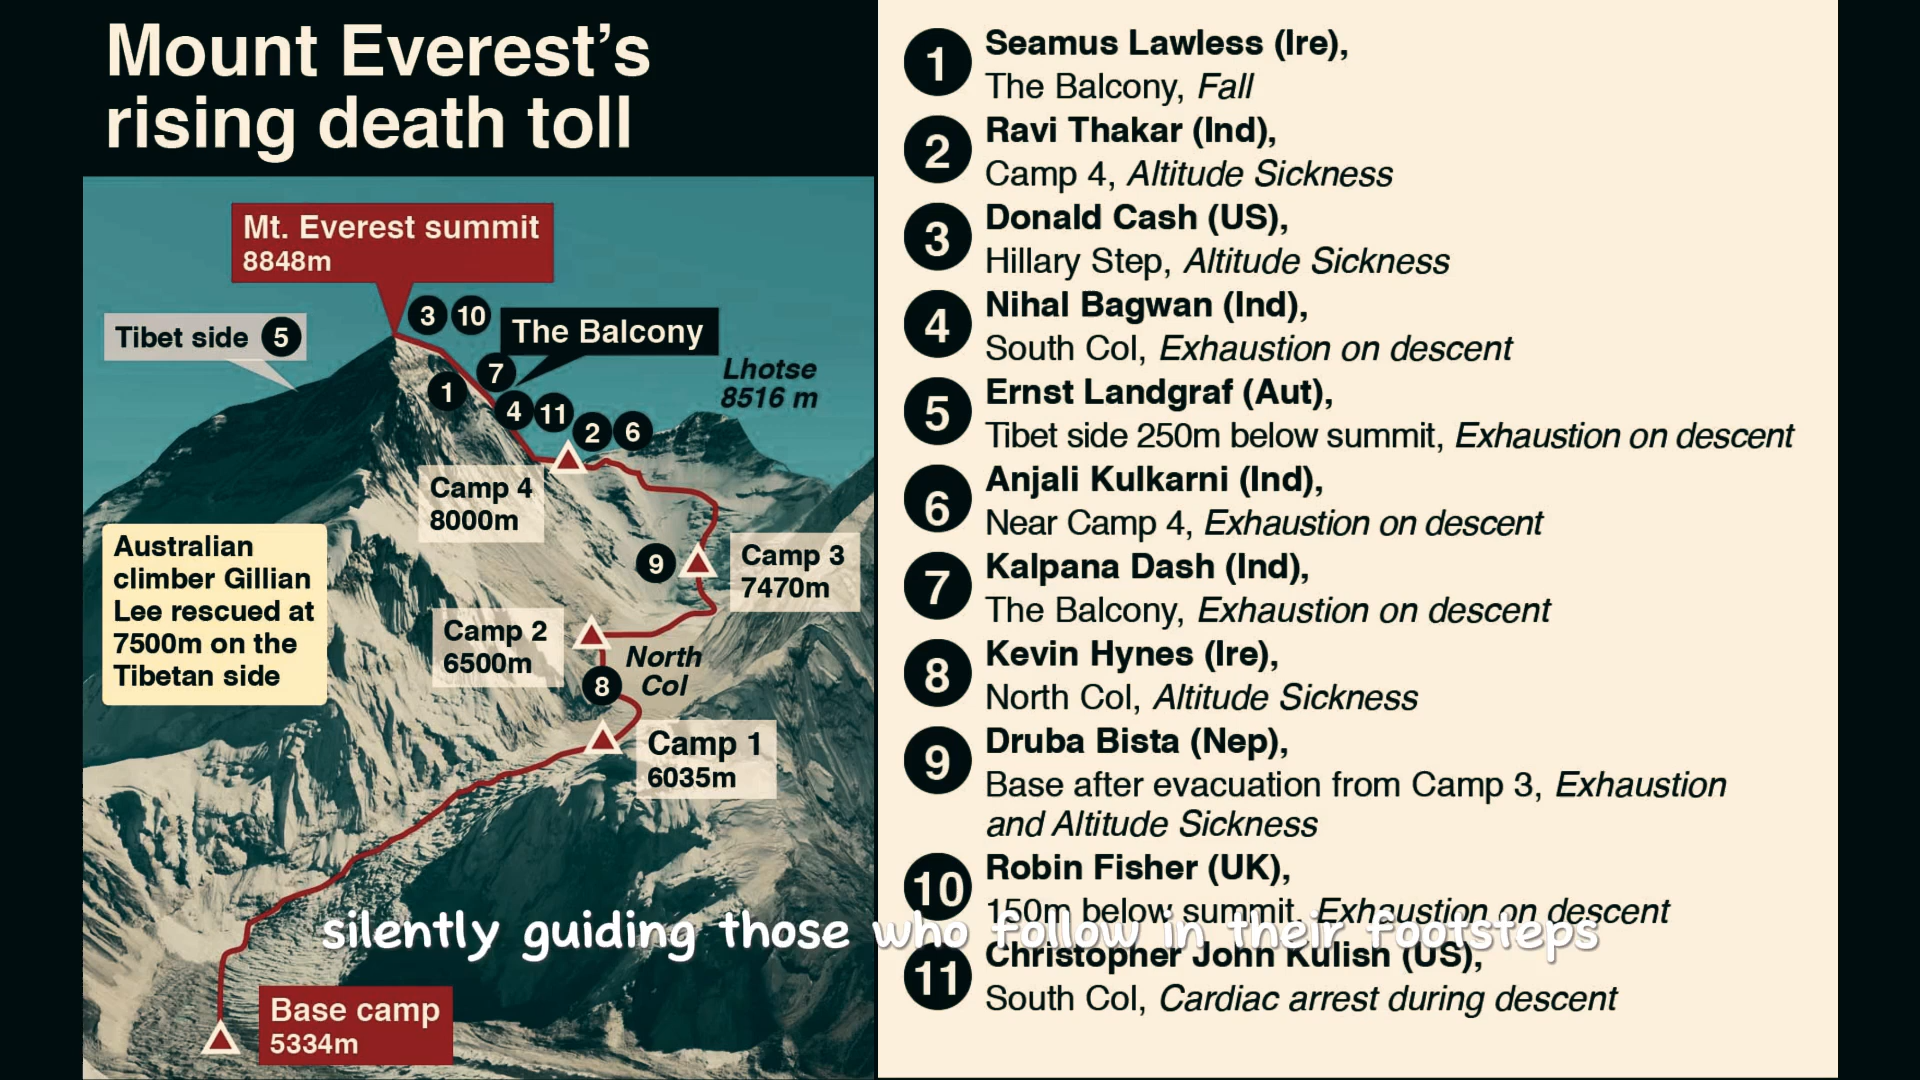 Mount Everest's
rising death toll
Mt. Everest summit
8848m
Tibet side 5
3 10
The Balcony
7
1
4 11
2 6
Lhotse
8516 m
Camp 4
8000m
Australian
climber Gillian
Lee rescued at
7500m on the
Tibetan side
9
Camp 3
7470m
Camp 2
6500m
North
Col
8
Camp 1
6035m
Base camp
5334m
1 Seamus Lawless (Ire),
The Balcony, Fall
2 Ravi Thakar (Ind),
Camp 4, Altitude Sickness
3 Donald Cash (US),
Hillary Step, Altitude Sickness
4 Nihal Bagwan (Ind),
South Col, Exhaustion on descent
5 Ernst Landgraf (Aut),
Tibet side 250m below summit, Exhaustion on descent
6 Anjali Kulkarni (Ind),
Near Camp 4, Exhaustion on descent
7 Kalpana Dash (Ind),
The Balcony, Exhaustion on descent
8 Kevin Hynes (Ire),
North Col, Altitude Sickness
9 Druba Bista (Nep),
Base after evacuation from Camp 3, Exhaustion
and Altitude Sickness
10 Robin Fisher (UK),
150m below summit, Exhaustion on descent
silently guiding those who follow in their footsteps
11 Christopher John Kulish (US),
South Col, Cardiac arrest during descent